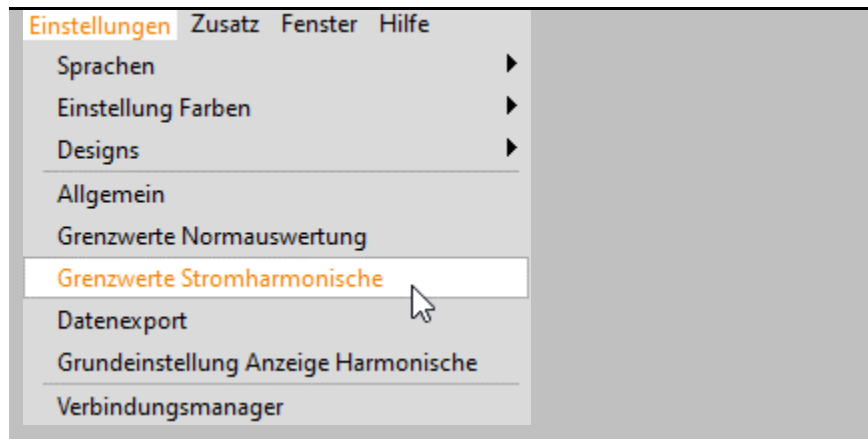 Einstellungen Zusatz Fenster Hilfe
Sprachen
Einstellung Farben
Designs
Allgemein
Grenzwerte Normauswertung
Grenzwerte Stromharmonische
Datenexport
Grundeinstellung Anzeige Harmonische
Verbindungsmanager